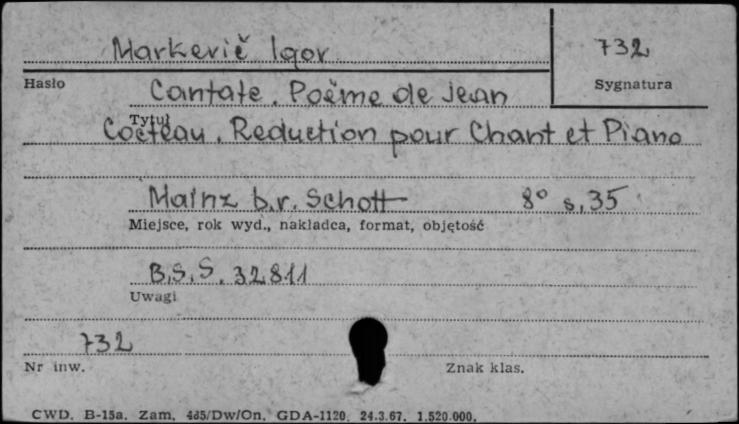 Markevič Igor 732
Hasło Sygnatura
Cantate. Poème de Jean
Tytuł
Cocteau. Reduction pour Chant et Piano
Mainz b.r. Schott 8° s. 35
Miejsce, rok wyd., nakładca, format, objętość
B.S.S. 32811
Uwagi
732
Nr inw. Znak klas.
CWD. B-15a. Zam. 485/Dw/On. GDA-1120. 24.3.67. 1.520.000.